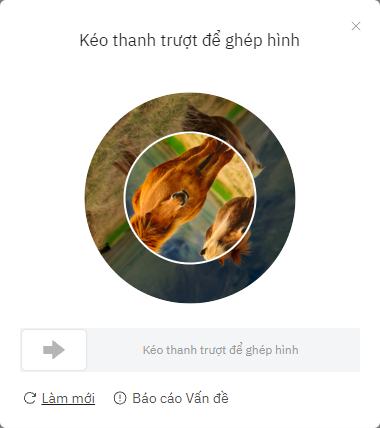 Kéo thanh trượt để ghép hình
Kéo thanh trượt để ghép hình
Làm mới
Báo cáo Vấn đề